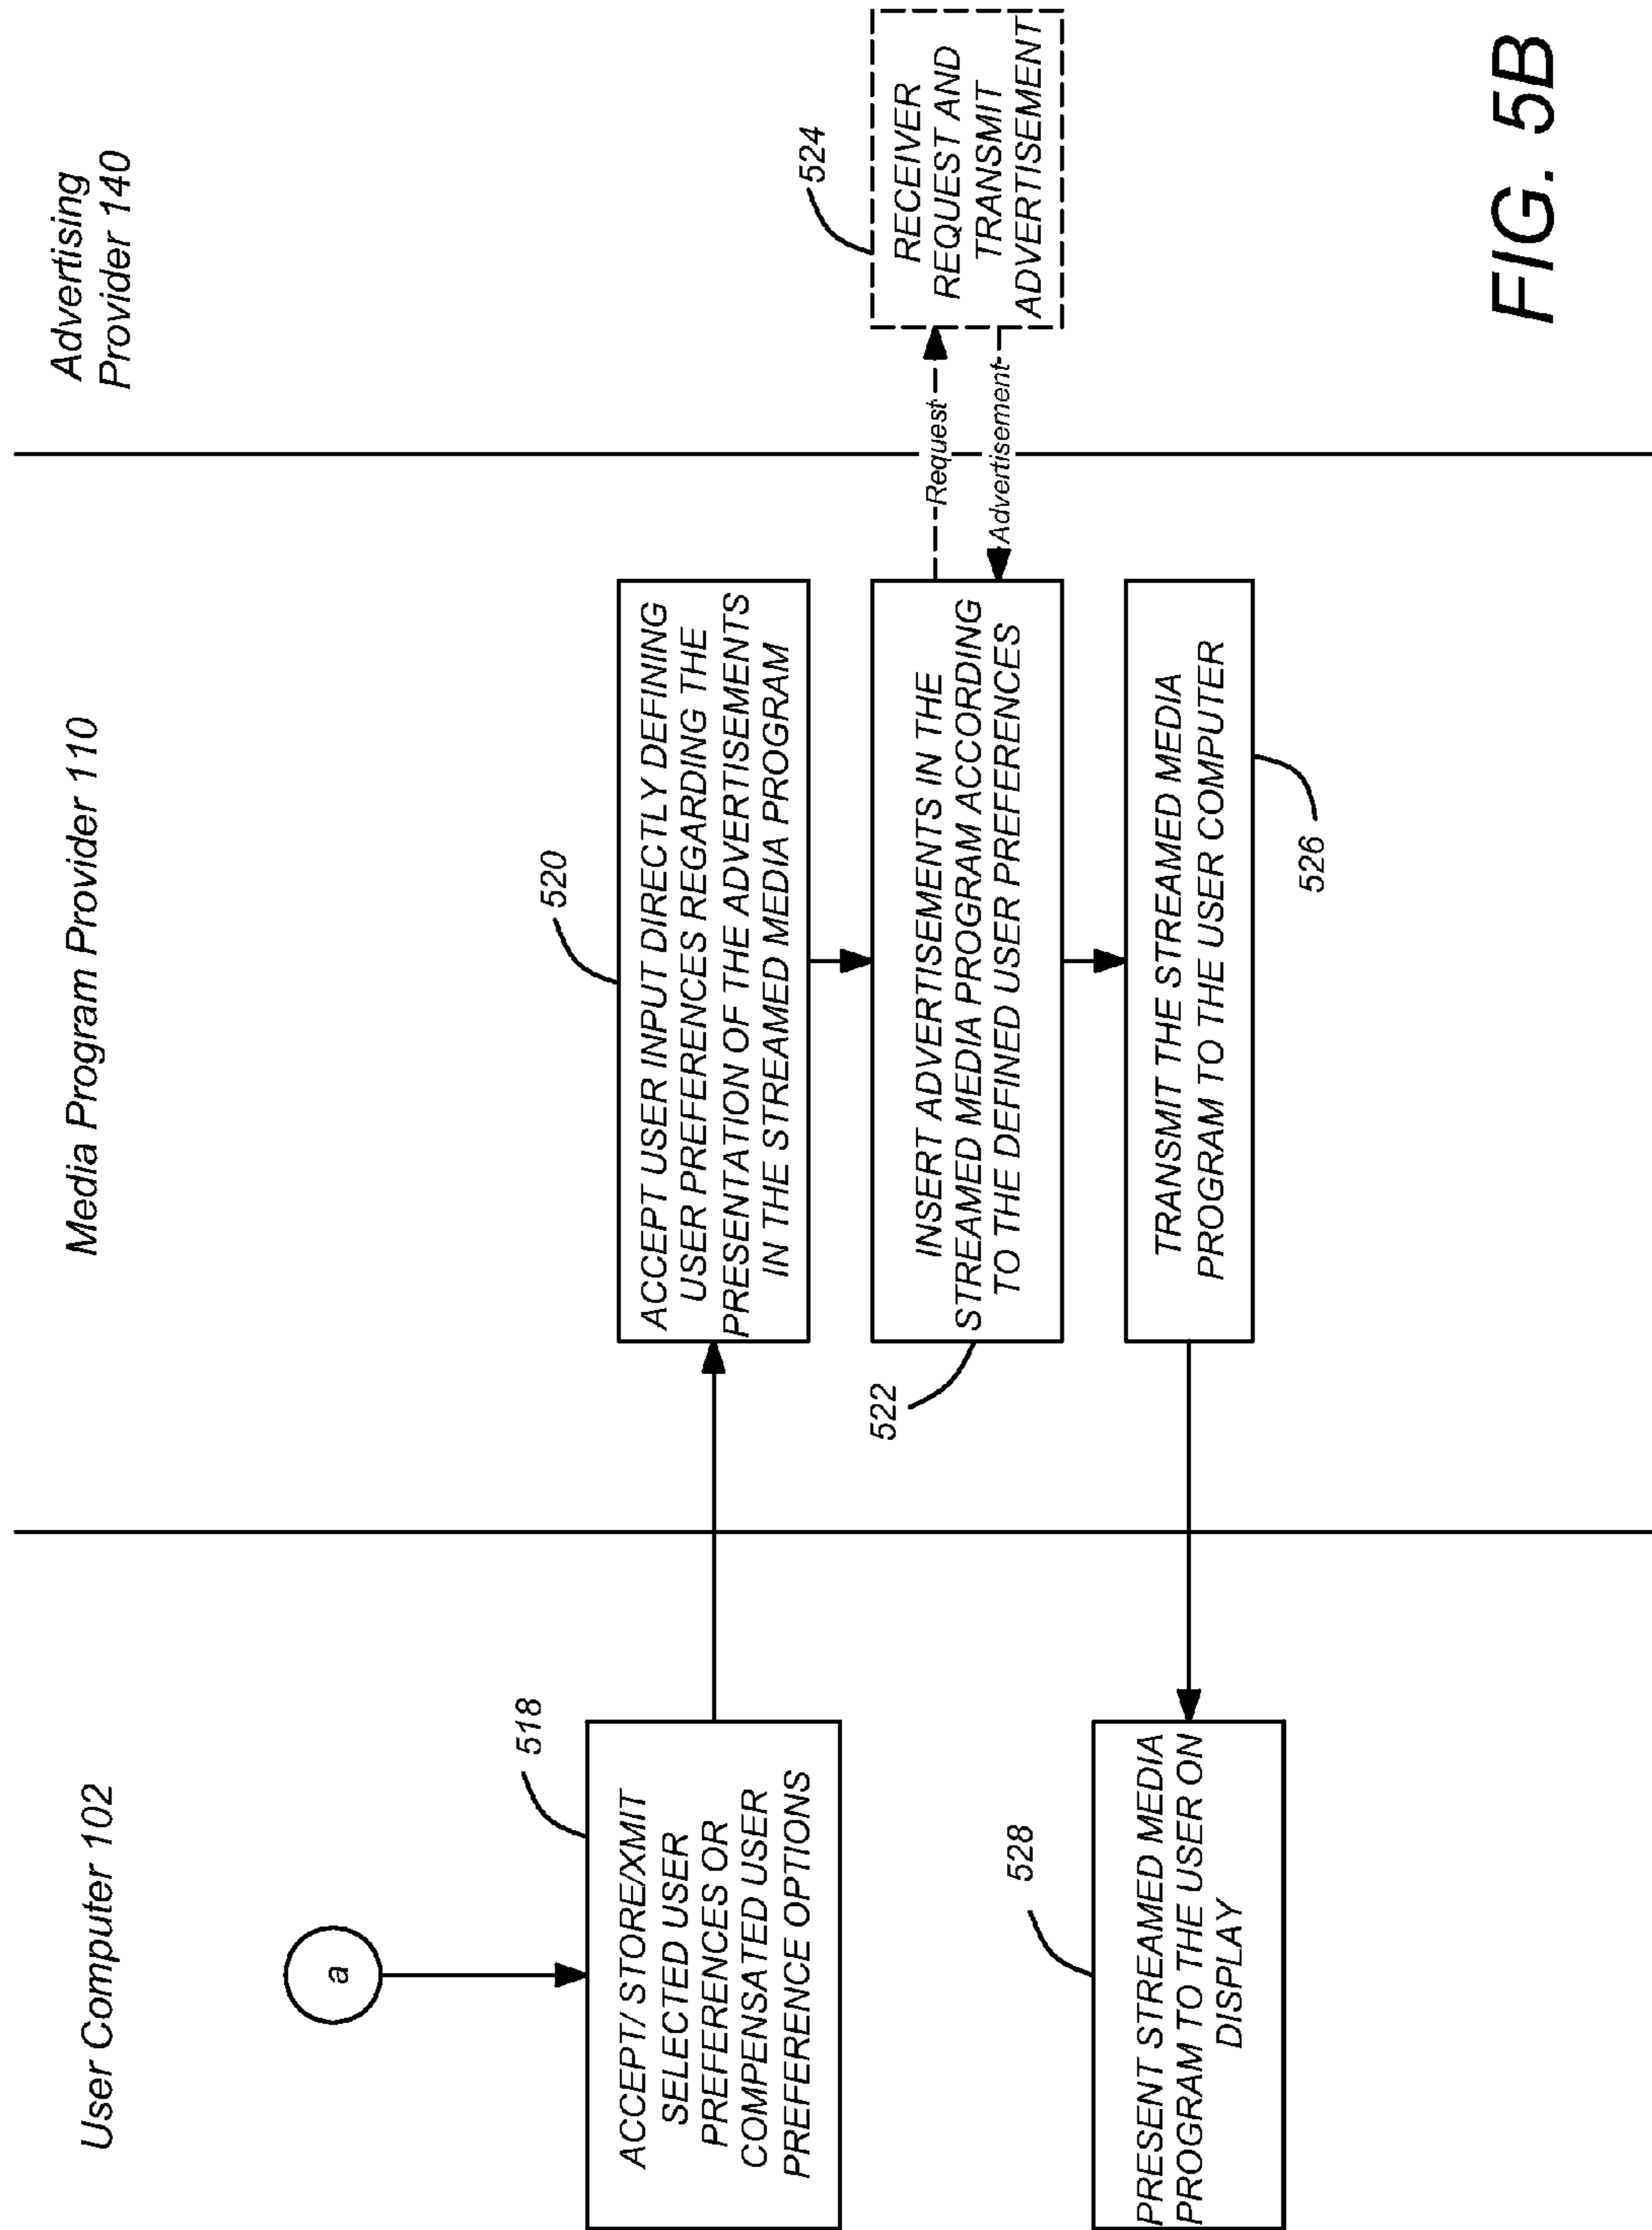 User Computer 102
Media Program Provider 110
Advertising
Provider 140
a
518
ACCEPT/ STORE/XMIT
SELECTED USER
PREFERENCES OR
COMPENSATED USER
PREFERENCE OPTIONS
520
ACCEPT USER INPUT DIRECTLY DEFINING
USER PREFERENCES REGARDING THE
PRESENTATION OF THE ADVERTISEMENTS
IN THE STREAMED MEDIA PROGRAM
522
INSERT ADVERTISEMENTS IN THE
STREAMED MEDIA PROGRAM ACCORDING
TO THE DEFINED USER PREFERENCES
Request
Advertisement
524
RECEIVER
REQUEST AND
TRANSMIT
ADVERTISEMENT
TRANSMIT THE STREAMED MEDIA
PROGRAM TO THE USER COMPUTER
526
528
PRESENT STREAMED MEDIA
PROGRAM TO THE USER ON
DISPLAY
FIG. 5B